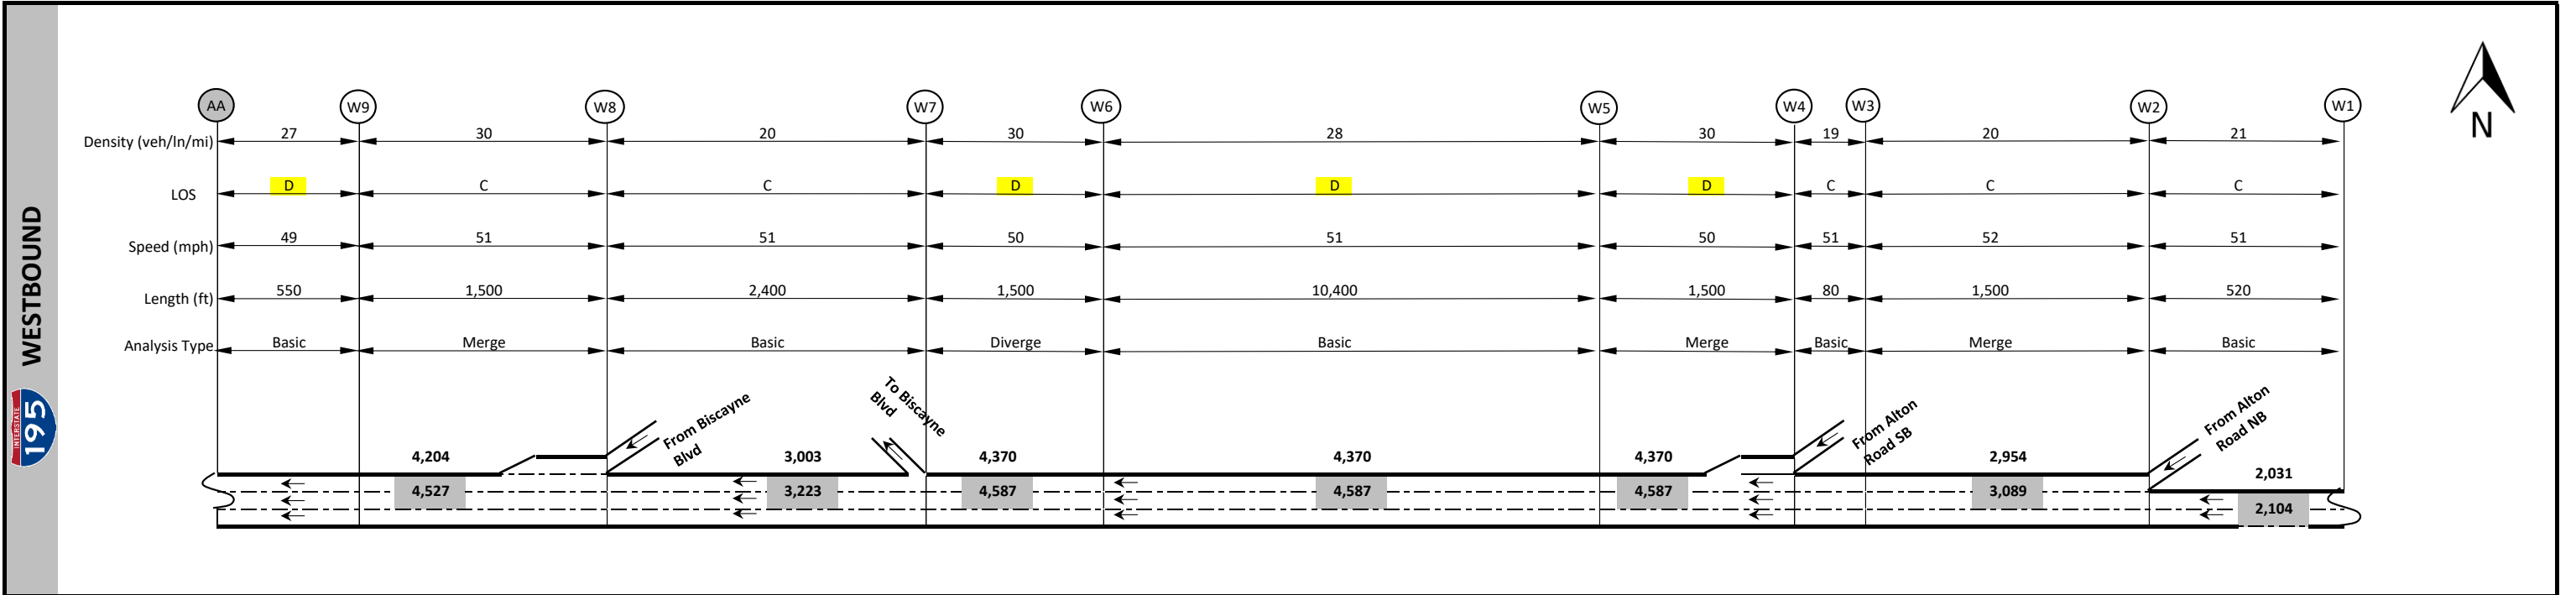 WESTBOUND
INTERSTATE
195
N
AA W9 W8 W7 W6 W5 W4 W3 W2 W1
Density (veh/ln/mi) 27 30 20 30 28 30 19 20 21
LOS D C C D D D C C C
Speed (mph) 49 51 51 50 51 50 51 52 51
Length (ft) 550 1,500 2,400 1,500 10,400 1,500 80 1,500 520
Analysis Type Basic Merge Basic Diverge Basic Merge Basic Merge Basic
From Biscayne
Blvd
To Biscayne
Blvd
From Alton
Road SB
From Alton
Road NB
4,204 3,003 4,370 4,370 4,370 2,954 2,031
4,527 3,223 4,587 4,587 4,587 3,089 2,104